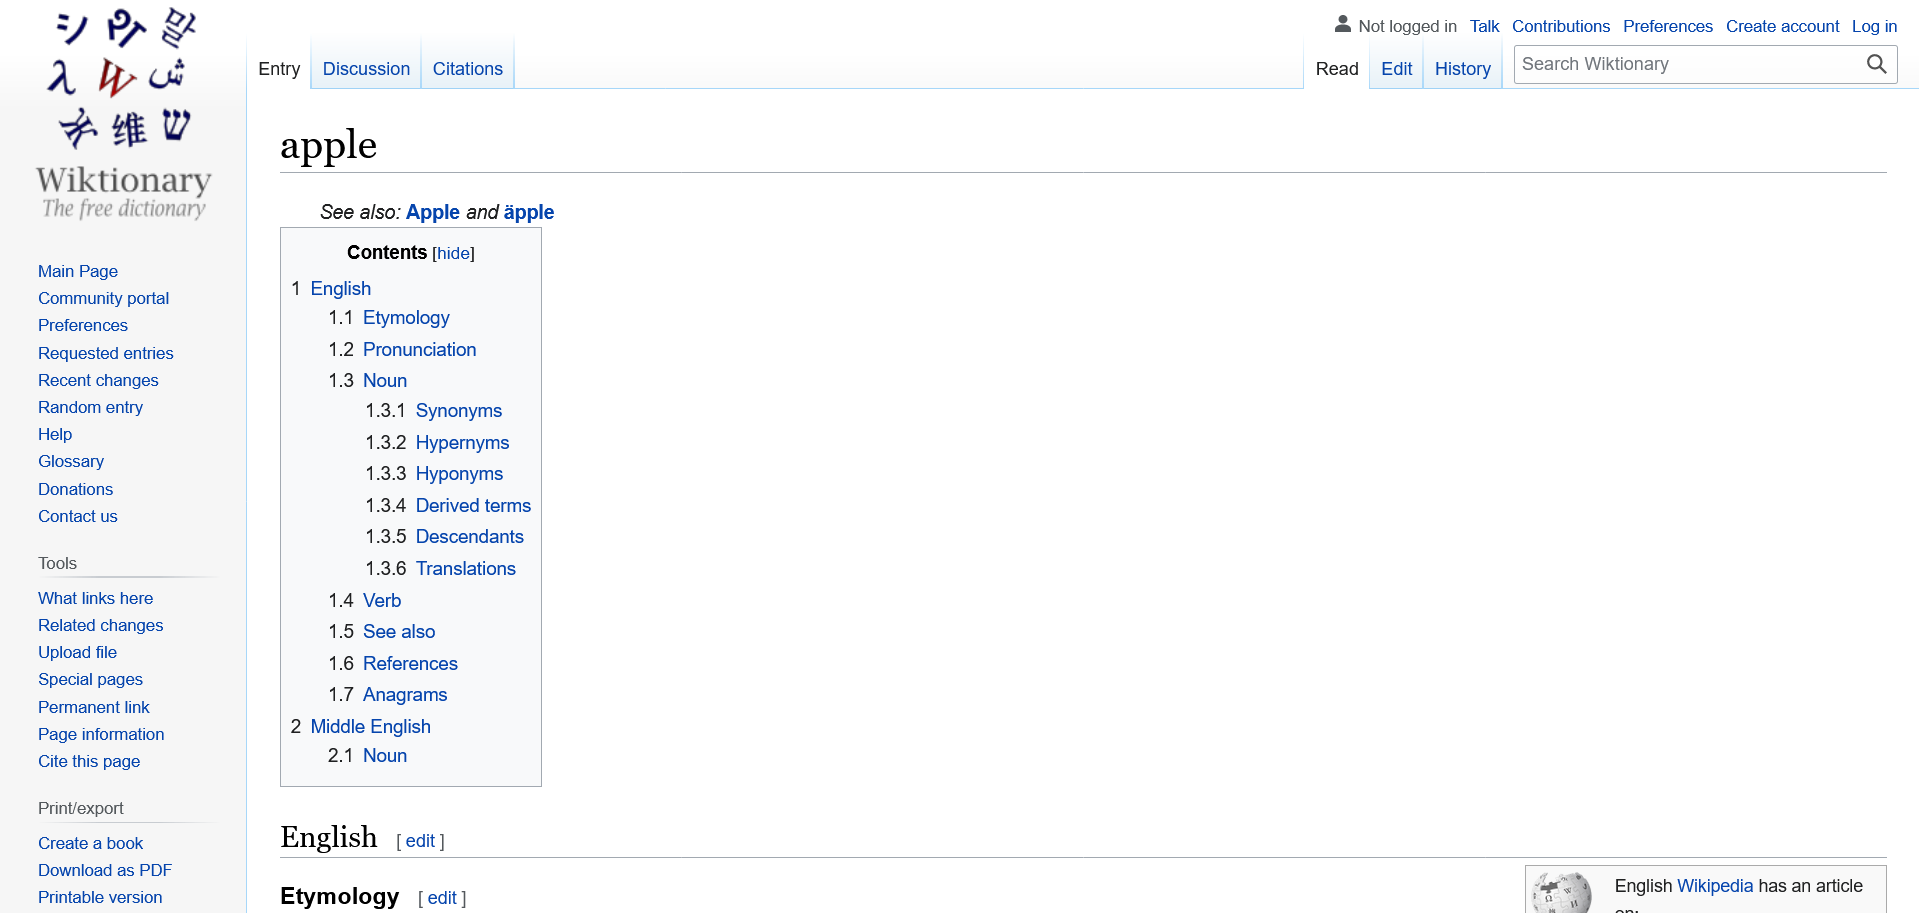 Not logged in Talk Contributions Preferences Create account Log in
Entry Discussion Citations Read Edit History Search Wiktionary
Wiktionary
The free dictionary
Main Page
Community portal
Preferences
Requested entries
Recent changes
Random entry
Help
Glossary
Donations
Contact us
Tools
What links here
Related changes
Upload file
Special pages
Permanent link
Page information
Cite this page
Print/export
Create a book
Download as PDF
Printable version
apple
See also: Apple and äpple
Contents [hide]
1 English
1.1 Etymology
1.2 Pronunciation
1.3 Noun
1.3.1 Synonyms
1.3.2 Hypernyms
1.3.3 Hyponyms
1.3.4 Derived terms
1.3.5 Descendants
1.3.6 Translations
1.4 Verb
1.5 See also
1.6 References
1.7 Anagrams
2 Middle English
2.1 Noun
English [ edit ]
Etymology [ edit ]
English Wikipedia has an article